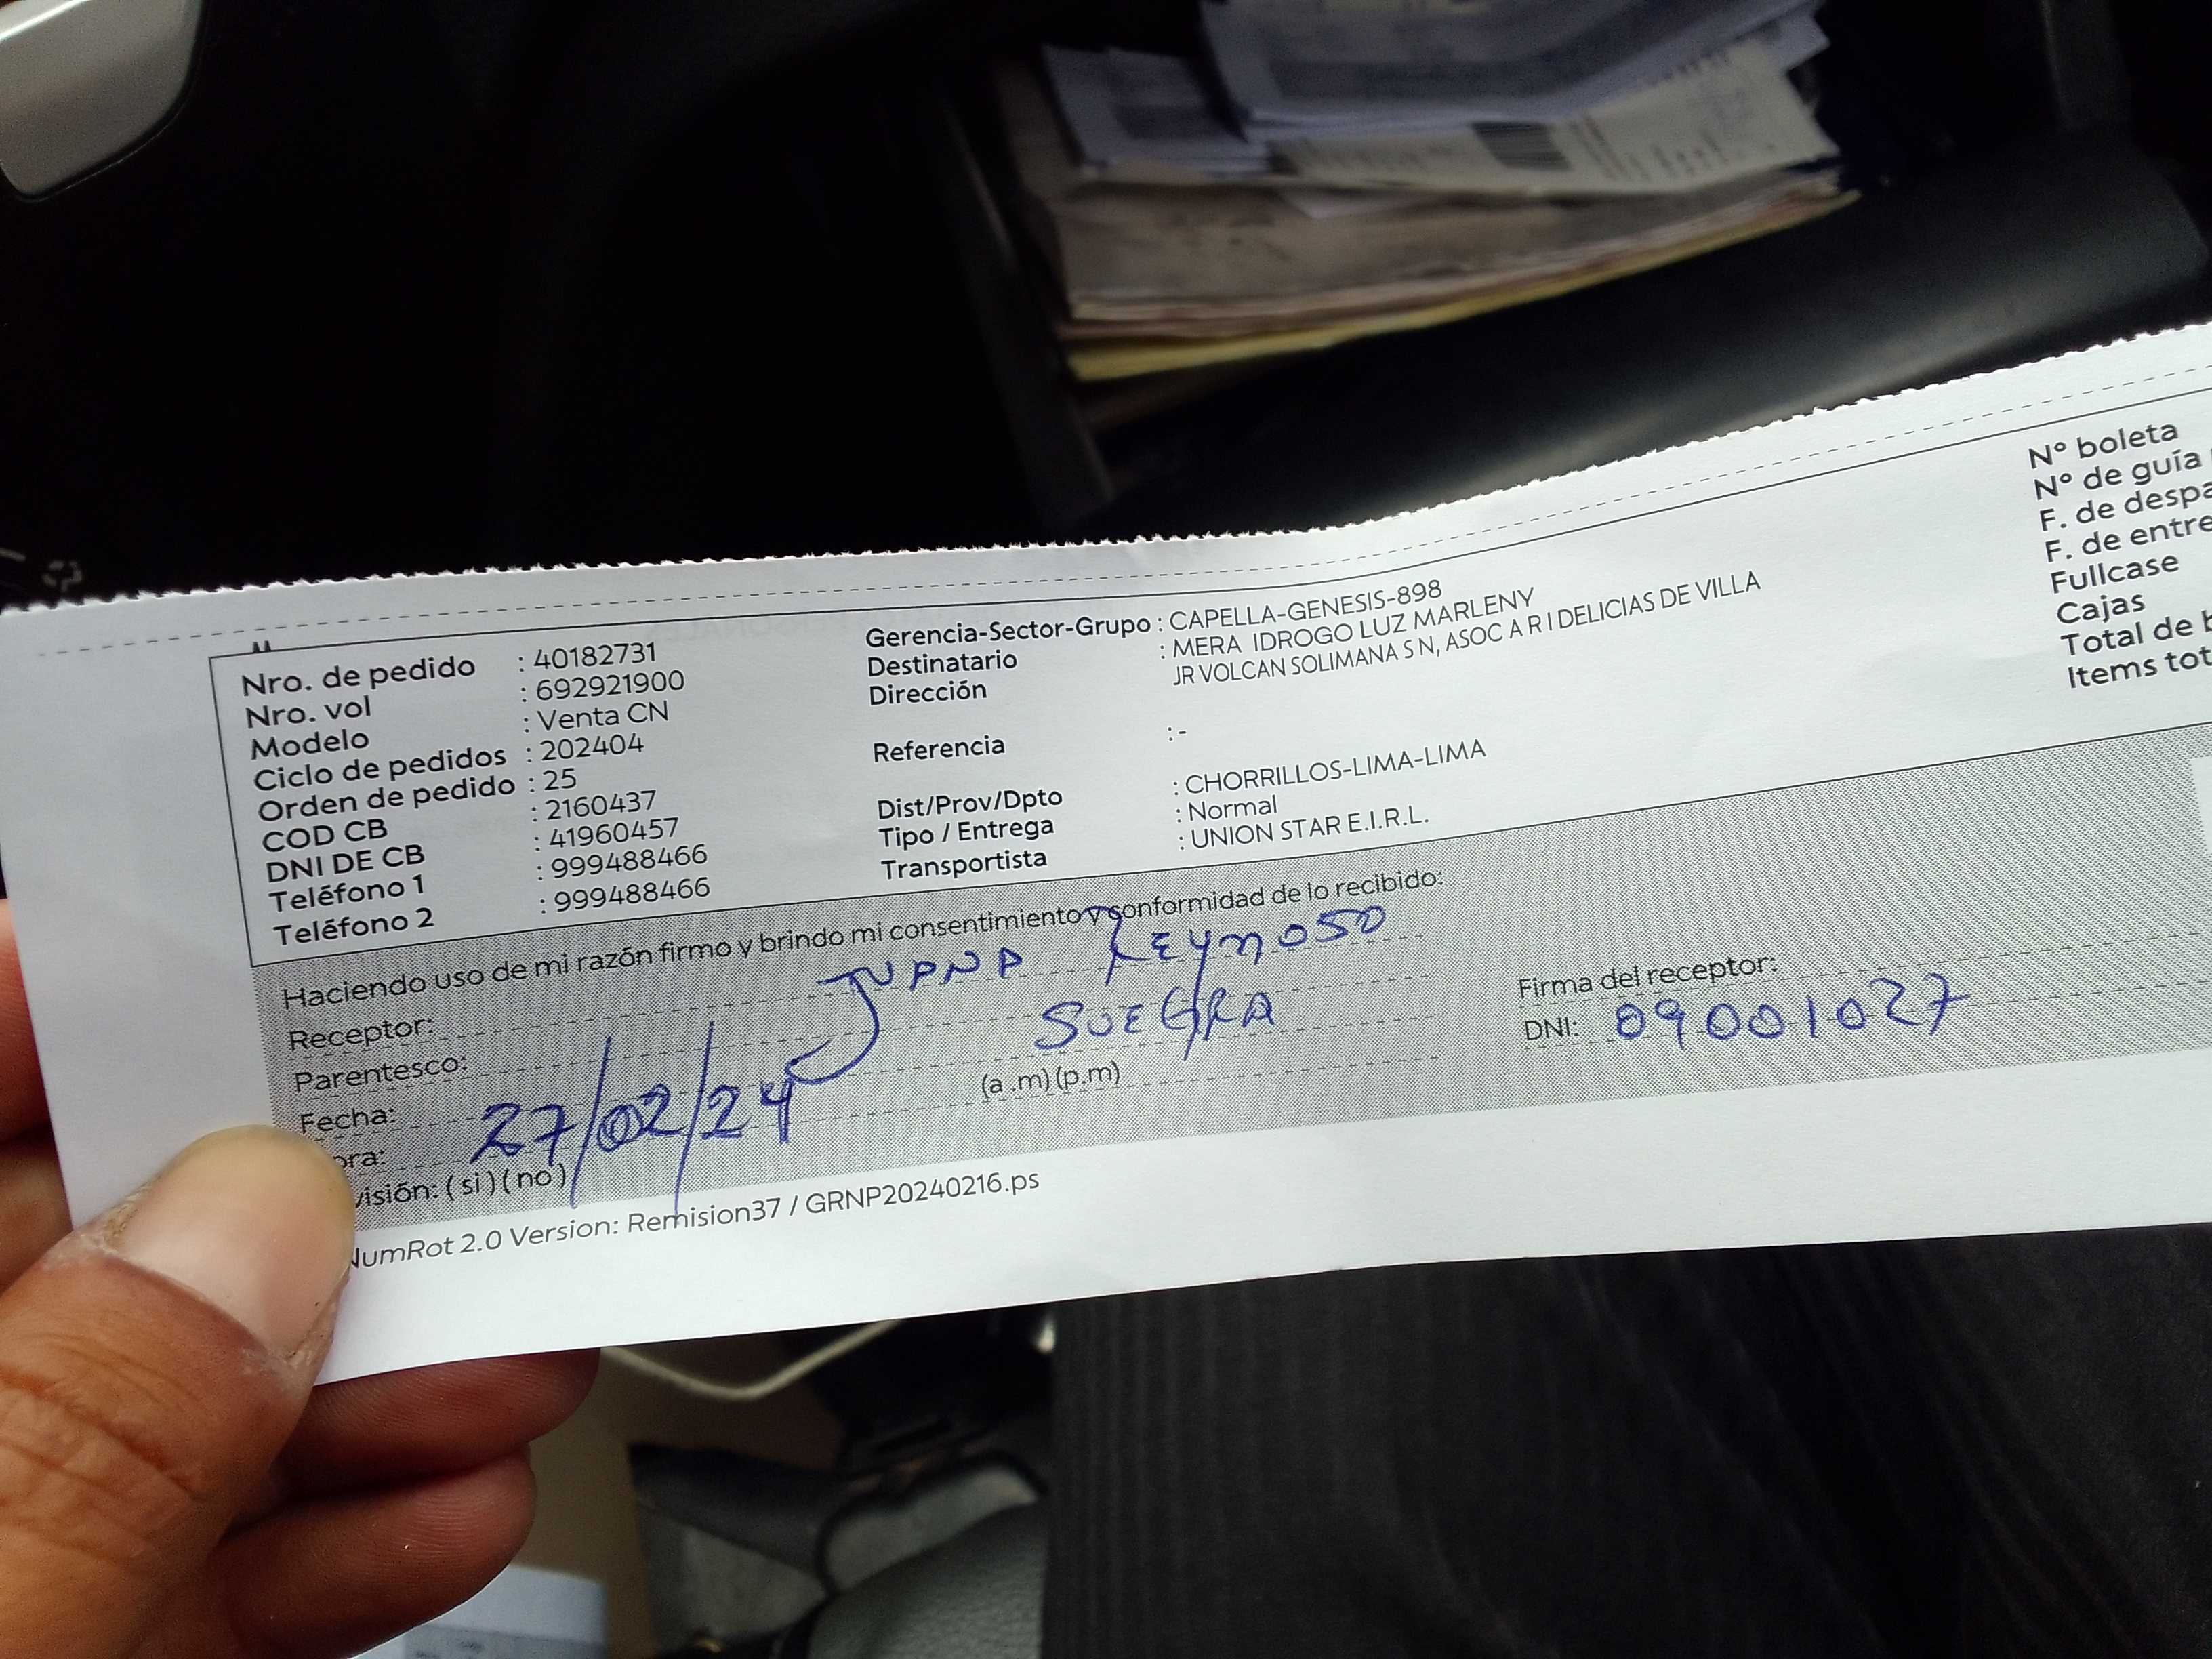 Nro. de pedido : 40182731
Nro. vol : 692921900
Modelo : Venta CN
Ciclo de pedidos : 202404
Orden de pedido : 25
COD CB : 2160437
DNI DE CB : 41960457
Teléfono 1 : 999488466
Teléfono 2 : 999488466
Gerencia-Sector-Grupo : CAPELLA-GENESIS-898
Destinatario : MERA IDROGO LUZ MARLENY
Dirección JR VOLCAN SOLIMANA S N, ASOC A R I DELICIAS DE VILLA
Referencia : -
Dist/Prov/Dpto : CHORRILLOS-LIMA-LIMA
Tipo / Entrega : Normal
Transportista : UNION STAR E.I.R.L.
Nº boleta
Nº de guía
F. de despa
F. de entre
Fullcase
Cajas
Total de b
Items tot
Haciendo uso de mi razón firmo y brindo mi consentimiento y conformidad de lo recibido:
Receptor: JUANA REYMOSO
Parentesco: SUEGRA
Fecha: 27/02/24
ora: (a .m) (p.m)
visión: ( si ) ( no )
Firma del receptor:
DNI: 09001027
NumRot 2.0 Version: Remision37 / GRNP20240216.ps